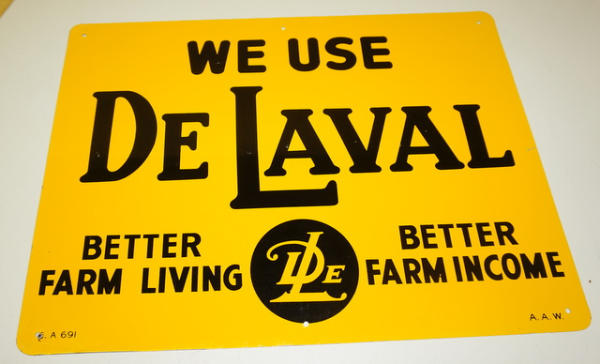 WE USE
DE LAVAL
BETTER
FARM LIVING
DLE
BETTER
FARM INCOME
A 691
A. A. W.